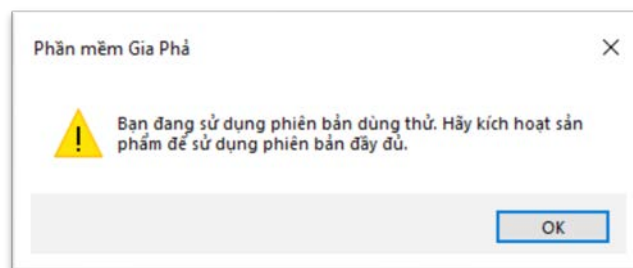 Phần mềm Gia Phả
Bạn đang sử dụng phiên bản dùng thử. Hãy kích hoạt sản
phẩm để sử dụng phiên bản đầy đủ.
OK